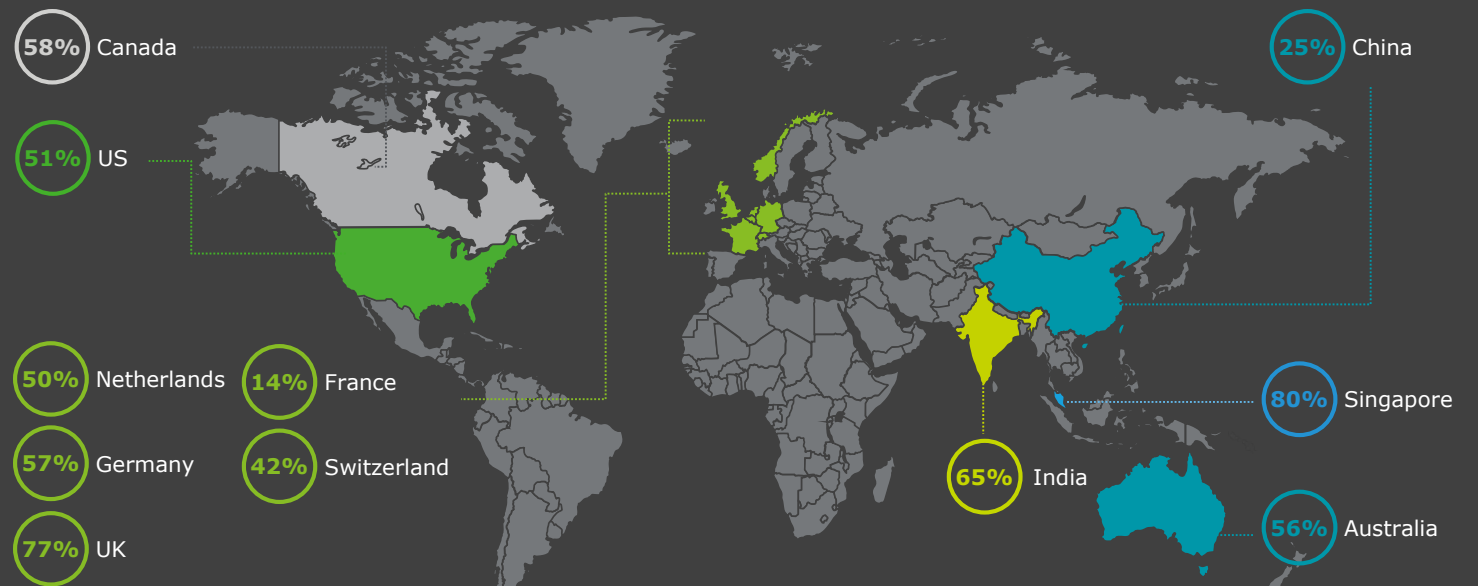 58% Canada
25% China
51% US
50% Netherlands
14% France
80% Singapore
57% Germany
42% Switzerland
65% India
77% UK
56% Australia